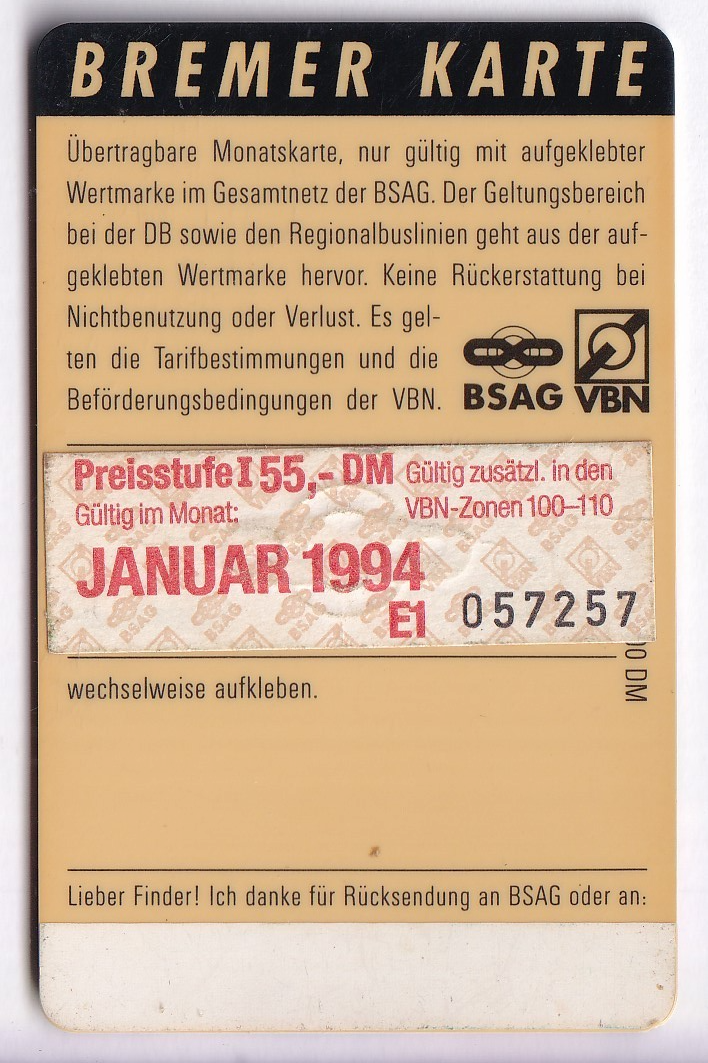 BREMER KARTE
Übertragbare Monatskarte, nur gültig mit aufgeklebter
Wertmarke im Gesamtnetz der BSAG. Der Geltungsbereich
bei der DB sowie den Regionalbuslinien geht aus der auf-
geklebten Wertmarke hervor. Keine Rückerstattung bei
Nichtbenutzung oder Verlust. Es gel-
ten die Tarifbestimmungen und die
Beförderungsbedingungen der VBN.
BSAG VBN
Preisstufe I 55,- DM Gültig zusätzl. in den
Gültig im Monat: VBN-Zonen 100–110
JANUAR 1994
E1 057257
DM
wechselweise aufkleben.
Lieber Finder! Ich danke für Rücksendung an BSAG oder an: